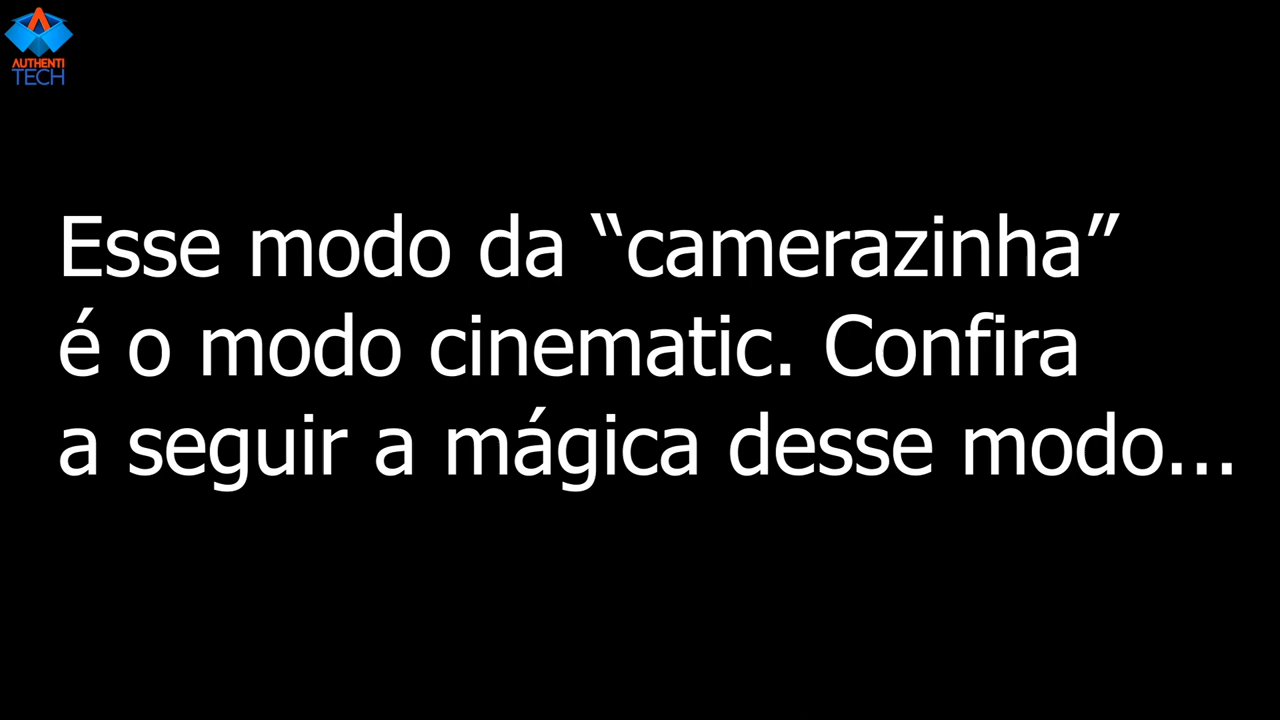 AUTHENTI
TECH
Esse modo da “camerazinha”
é o modo cinematic. Confira
a seguir a mágica desse modo...